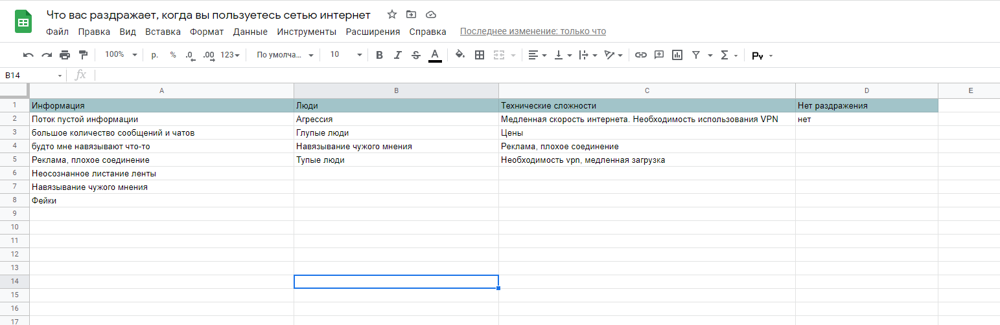 Что вас раздражает, когда вы пользуетесь сетью интернет
Файл Правка Вид Вставка Формат Данные Инструменты Расширения Справка Последнее изменение: только что
100% р. % .0 .00 123 По умолча... 10 B I S A Σ Ру
B14 fx
A B C D E
1 Информация Люди Технические сложности Нет раздражения
2 Поток пустой информации Агрессия Медленная скорость интернета. Необходимость использования VPN нет
3 большое количество сообщений и чатов Глупые люди Цены
4 будто мне навязывают что-то Навязывание чужого мнения Реклама, плохое соединение
5 Реклама, плохое соединение Тупые люди Необходимость vpn, медленная загрузка
6 Неосознанное листание ленты
7 Навязывание чужого мнения
8 Фейки
9
10
11
12
13
14
15
16
17